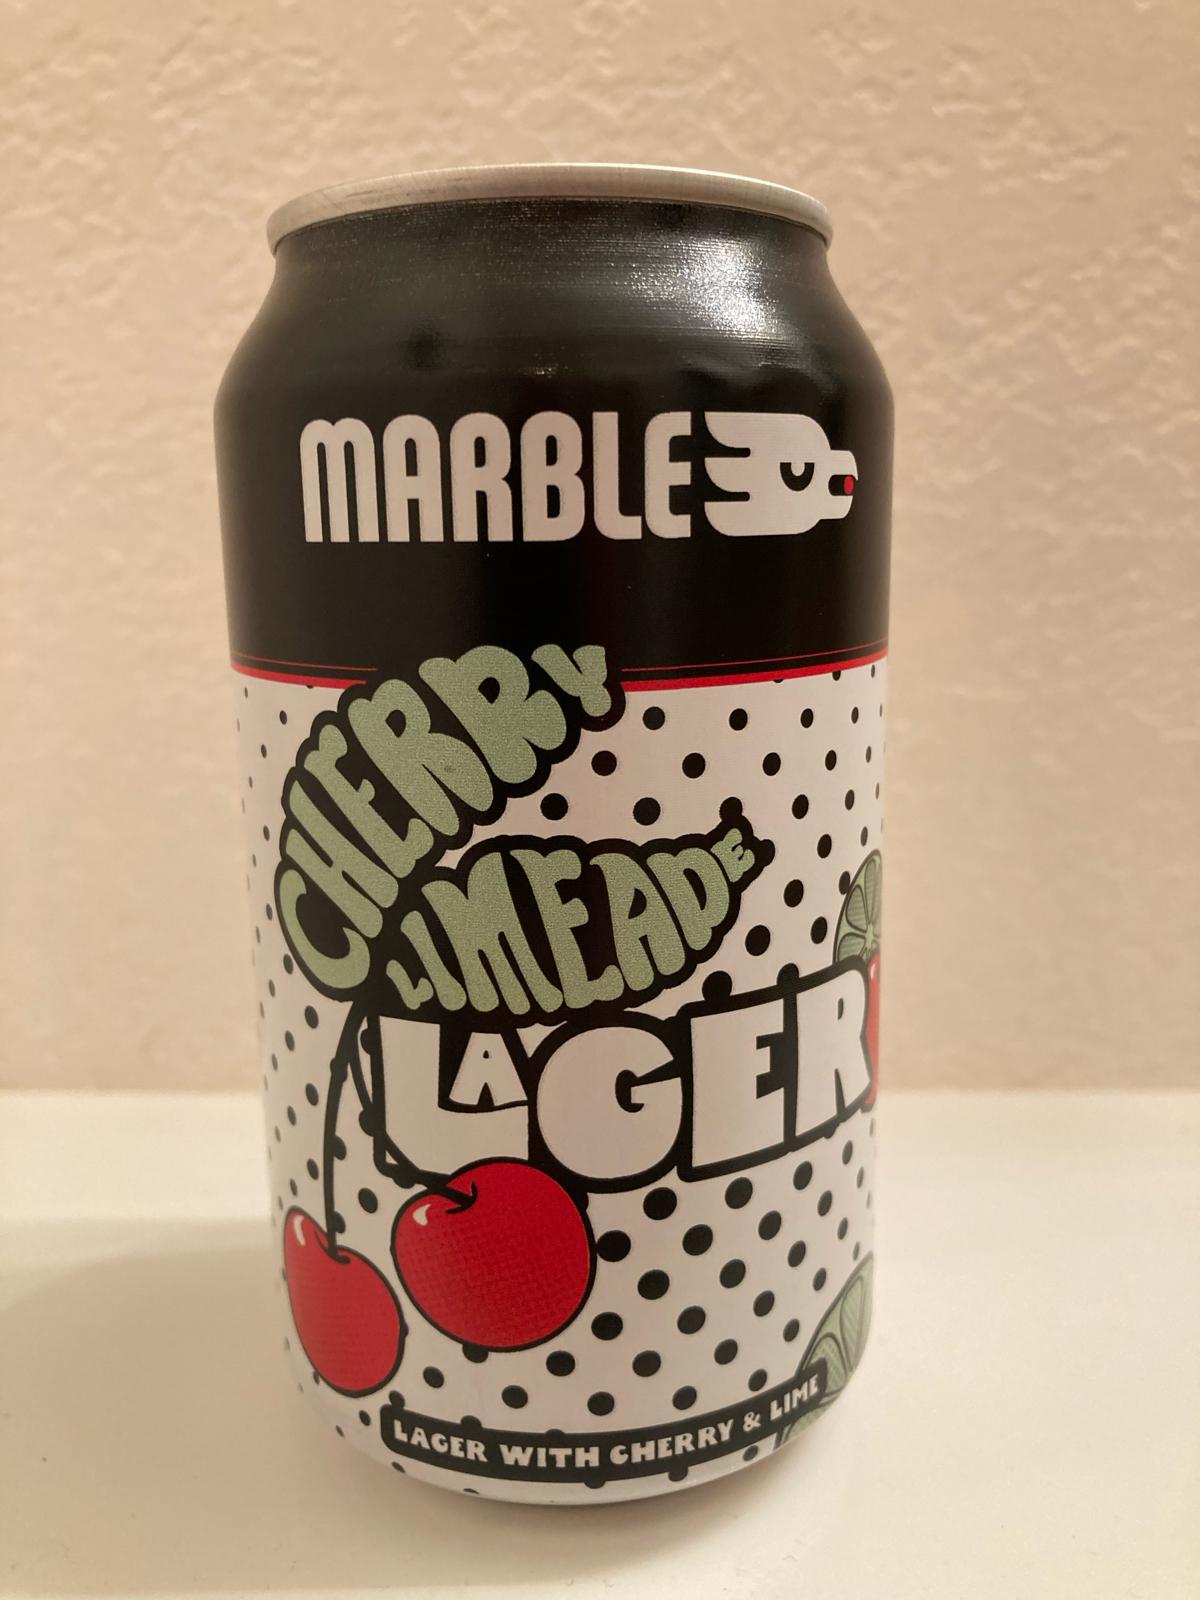 MARBLE
CHERRY
LIMEADE
LAGER
LAGER WITH CHERRY & LIME